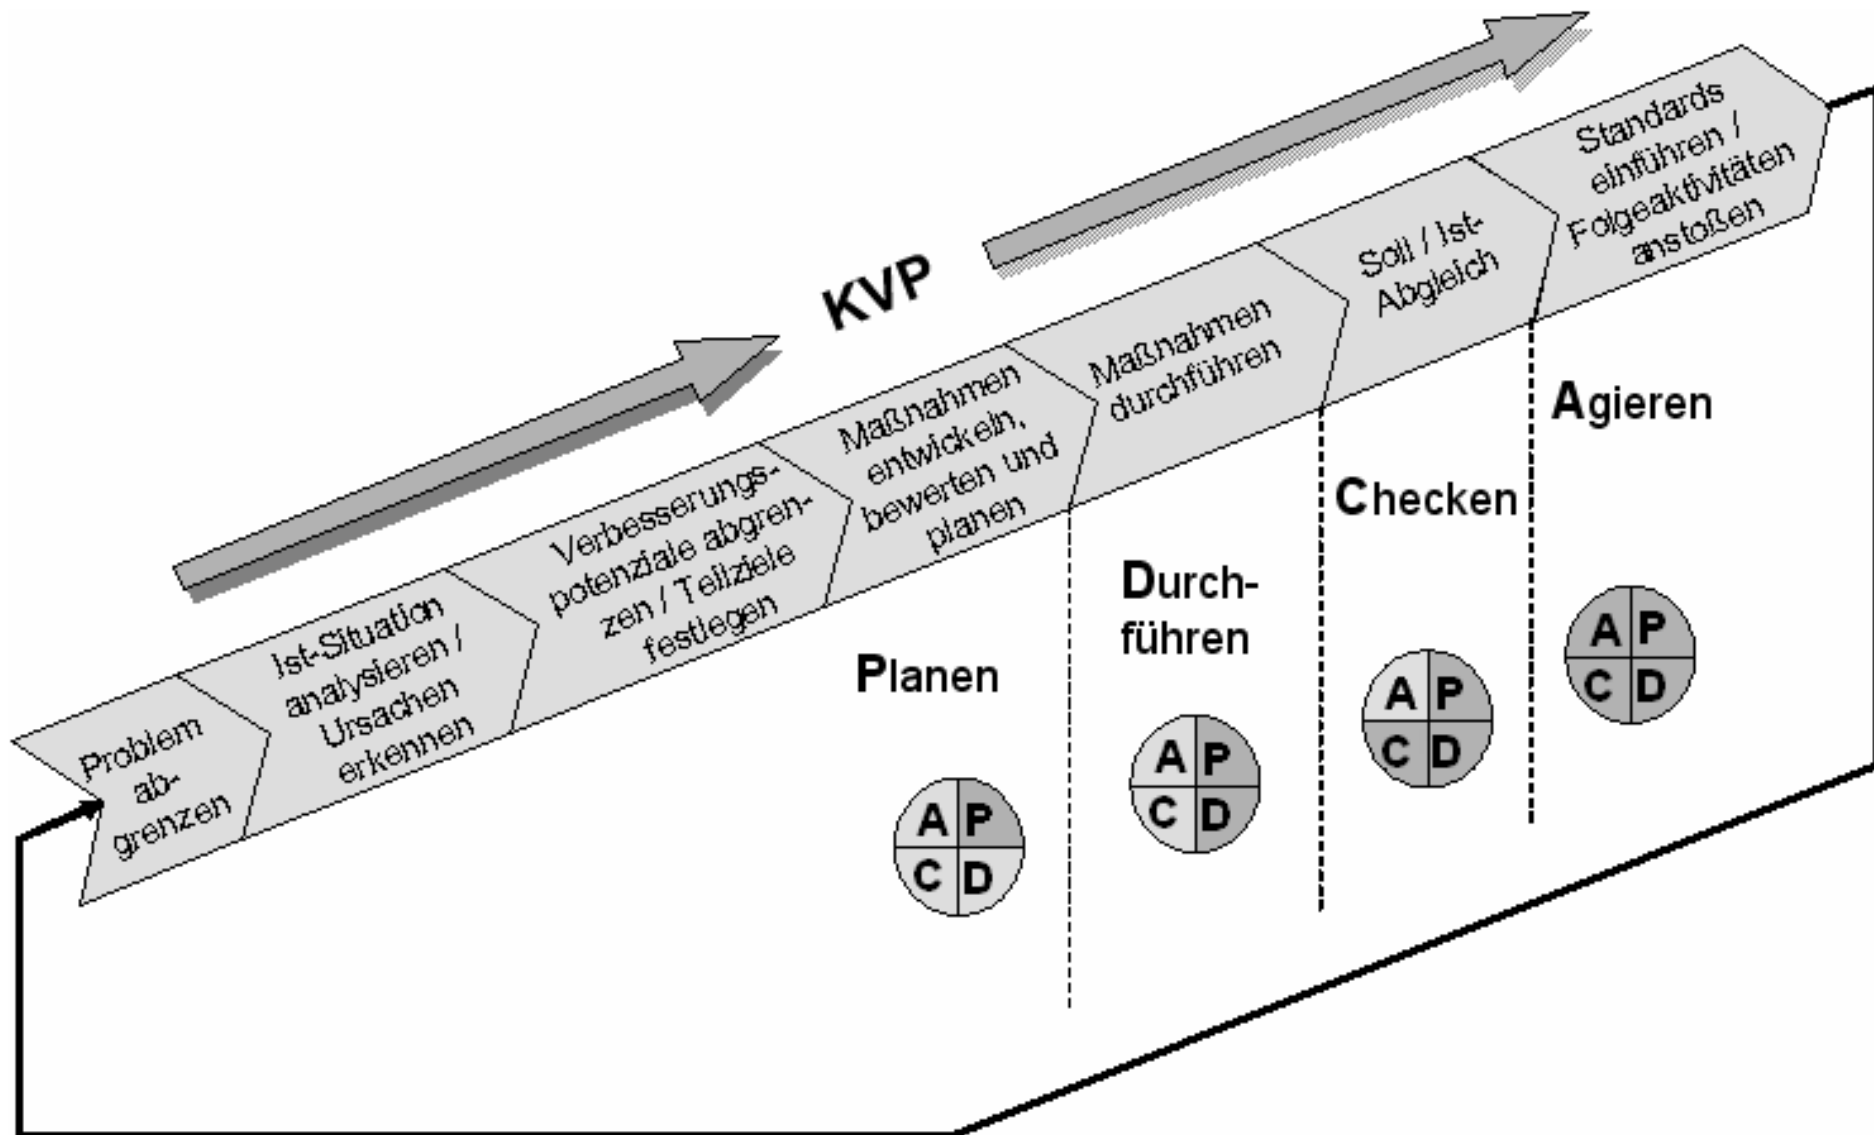 KVP
Problem
ab-
grenzen
Ist-Situation
analysieren /
Ursachen
erkennen
Verbesserungs-
potenziale abgren-
zen / Teilziele
festlegen
Maßnahmen
entwickeln,
bewerten und
planen
Maßnahmen
durchführen
Soll / Ist-
Abgleich
Standards
einführen /
Folgeaktivitäten
anstoßen
Planen
A P
C D
Durch-
führen
A P
C D
Checken
A P
C D
Agieren
A P
C D